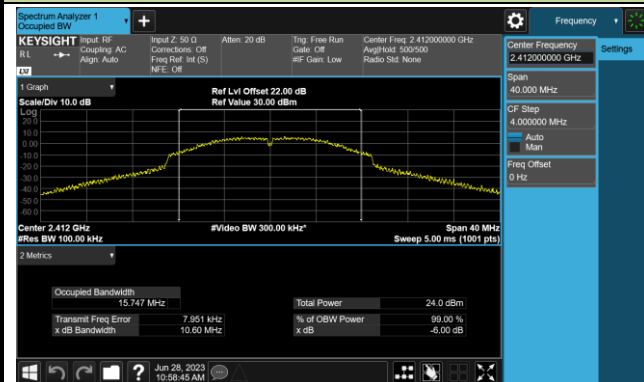 Spectrum Analyzer 1
Occupied BW
+
Frequency
KEYSIGHT
RL
Input: RF
Coupling: AC
Align: Auto
Input Z: 50 Ω
Corrections: Off
Freq Ref: Int (S)
NFE: Off
Atten: 20 dB
Trig: Free Run
Gate: Off
#IF Gain: Low
Center Freq: 2.412000000 GHz
Avg|Hold: 500/500
Radio Std: None
Center Frequency
2.412000000 GHz
Settings
Span
40.000 MHz
CF Step
4.000000 MHz
Auto
Man
Freq Offset
0 Hz
1 Graph
Scale/Div 10.0 dB
Ref Lvl Offset 22.00 dB
Ref Value 30.00 dBm
Log
20.0
10.0
0.00
-10.0
-20.0
-30.0
-40.0
-50.0
-60.0
Center 2.412 GHz
#Res BW 100.00 kHz
#Video BW 300.00 kHz*
Span 40 MHz
Sweep 5.00 ms (1001 pts)
2 Metrics
Occupied Bandwidth
15.747 MHz
Total Power 24.0 dBm
Transmit Freq Error 7.951 kHz
% of OBW Power 99.00 %
x dB Bandwidth 10.60 MHz
x dB -6.00 dB
?
Jun 28, 2023
10:58:45 AM